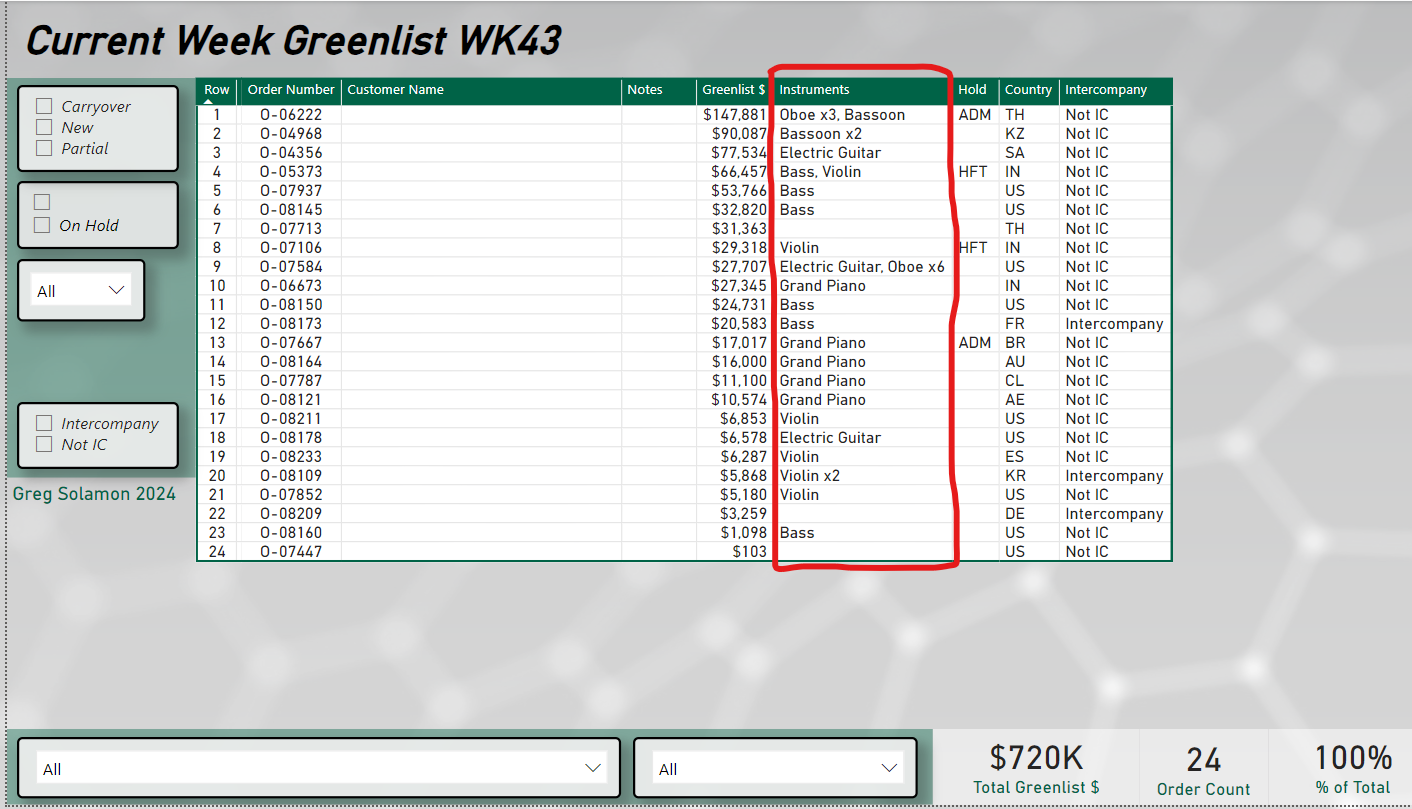 Current Week Greenlist WK43
Carryover
New
Partial
On Hold
All
Intercompany
Not IC
Greg Solamon 2024
Row Order Number Customer Name Notes Greenlist $ Instruments Hold Country Intercompany
1 O-06222 $147,881 Oboe x3, Bassoon ADM TH Not IC
2 O-04968 $90,087 Bassoon x2 KZ Not IC
3 O-04356 $77,534 Electric Guitar SA Not IC
4 O-05373 $66,457 Bass, Violin HFT IN Not IC
5 O-07937 $53,766 Bass US Not IC
6 O-08145 $32,820 Bass US Not IC
7 O-07713 $31,363 TH Not IC
8 O-07106 $29,318 Violin HFT IN Not IC
9 O-07584 $27,707 Electric Guitar, Oboe x6 US Not IC
10 O-06673 $27,345 Grand Piano IN Not IC
11 O-08150 $24,731 Bass US Not IC
12 O-08173 $20,583 Bass FR Intercompany
13 O-07667 $17,017 Grand Piano ADM BR Not IC
14 O-08164 $16,000 Grand Piano AU Not IC
15 O-07787 $11,100 Grand Piano CL Not IC
16 O-08121 $10,574 Grand Piano AE Not IC
17 O-08211 $6,853 Violin US Not IC
18 O-08178 $6,578 Electric Guitar US Not IC
19 O-08233 $6,287 Violin ES Not IC
20 O-08109 $5,868 Violin x2 KR Intercompany
21 O-07852 $5,180 Violin US Not IC
22 O-08209 $3,259 DE Intercompany
23 O-08160 $1,098 Bass US Not IC
24 O-07447 $103 US Not IC
All
All
$720K
Total Greenlist $
24
Order Count
100%
% of Total